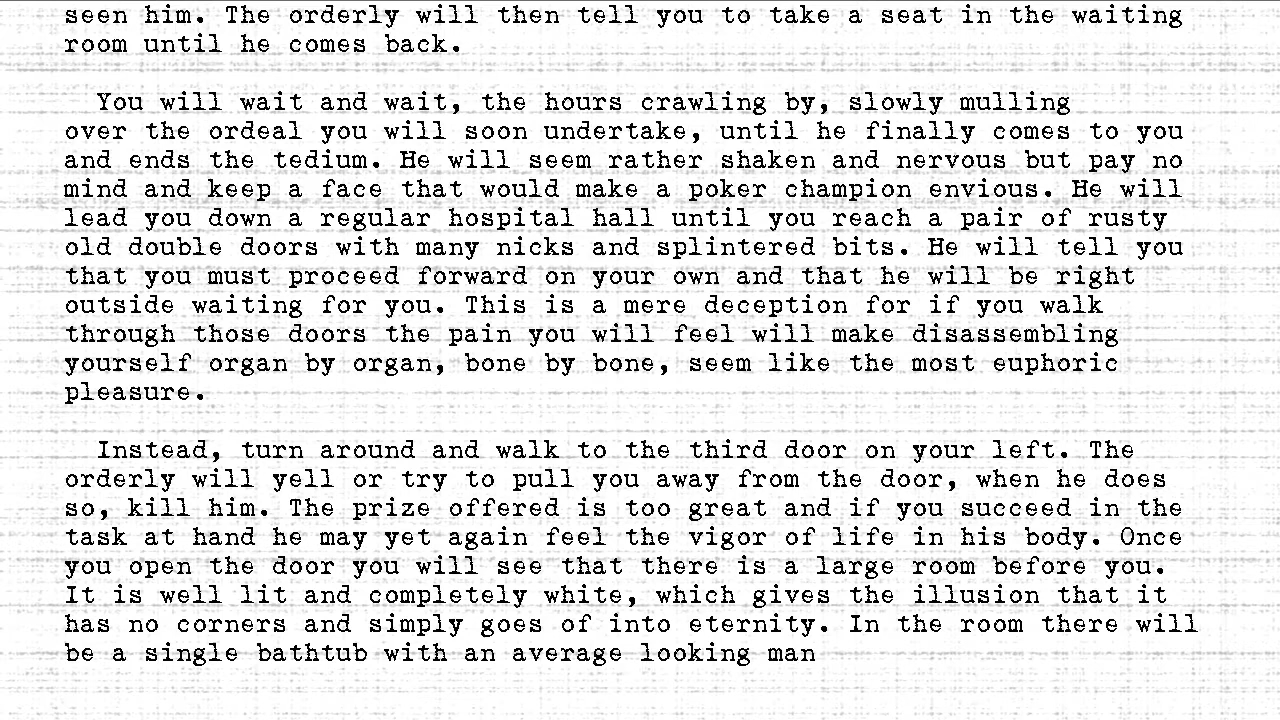 seen him. The orderly will then tell you to take a seat in the waiting
room until he comes back.
You will wait and wait, the hours crawling by, slowly mulling
over the ordeal you will soon undertake, until he finally comes to you
and ends the tedium. He will seem rather shaken and nervous but pay no
mind and keep a face that would make a poker champion envious. He will
lead you down a regular hospital hall until you reach a pair of rusty
old double doors with many nicks and splintered bits. He will tell you
that you must proceed forward on your own and that he will be right
outside waiting for you. This is a mere deception for if you walk
through those doors the pain you will feel will make disassembling
yourself organ by organ, bone by bone, seem like the most euphoric
pleasure.
Instead, turn around and walk to the third door on your left. The
orderly will yell or try to pull you away from the door, when he does
so, kill him. The prize offered is too great and if you succeed in the
task at hand he may yet again feel the vigor of life in his body. Once
you open the door you will see that there is a large room before you.
It is well lit and completely white, which gives the illusion that it
has no corners and simply goes of into eternity. In the room there will
be a single bathtub with an average looking man